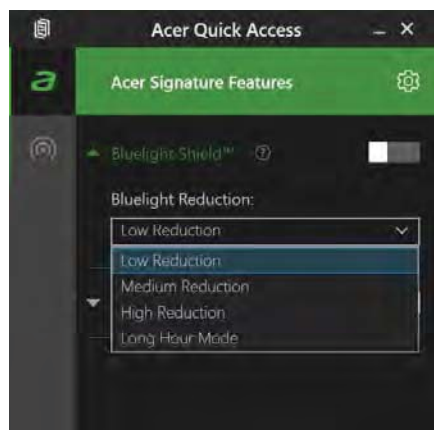 Acer Quick Access
a
Acer Signature Features
Bluelight Shield™ ?
Bluelight Reduction:
Low Reduction
Low Reduction
Medium Reduction
High Reduction
Long Hour Mode